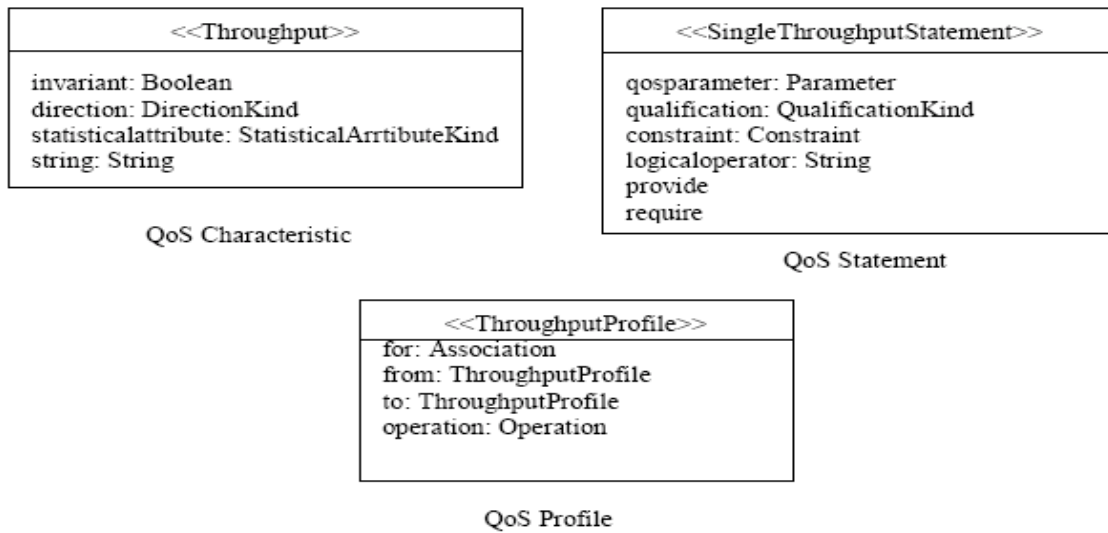 <<Throughput>>
invariant: Boolean
direction: DirectionKind
statisticalattribute: StatisticalArrtibuteKind
string: String
QoS Characteristic
<<SingleThroughputStatement>>
qosparameter: Parameter
qualification: QualificationKind
constraint: Constraint
logicaloperator: String
provide
require
QoS Statement
<<ThroughputProfile>>
for: Association
from: ThroughputProfile
to: ThroughputProfile
operation: Operation
QoS Profile